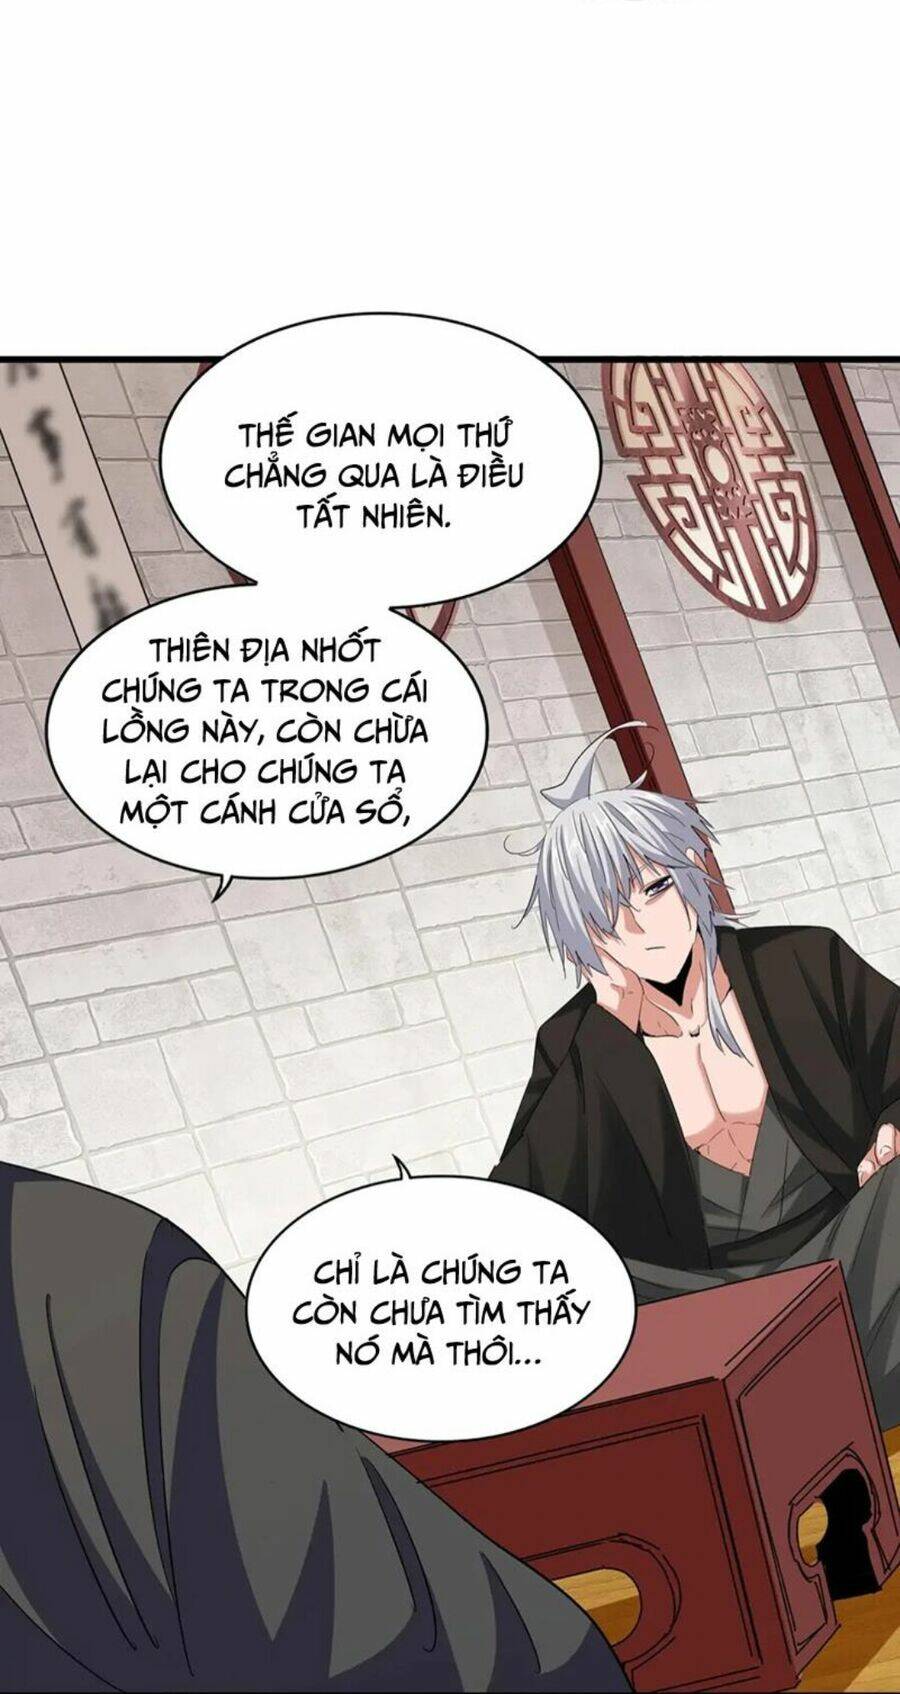 THẾ GIAN MỌI THỨ
CHẲNG QUA LÀ ĐIỀU
TẤT NHIÊN.
THIÊN ĐỊA NHỐT
CHÚNG TA TRONG CÁI
LỒNG NÀY, CÒN CHỪA
LẠI CHO CHÚNG TA
MỘT CÁNH CỬA SỔ,
CHỈ LÀ CHÚNG TA
CÒN CHƯA TÌM THẤY
NÓ MÀ THÔI...